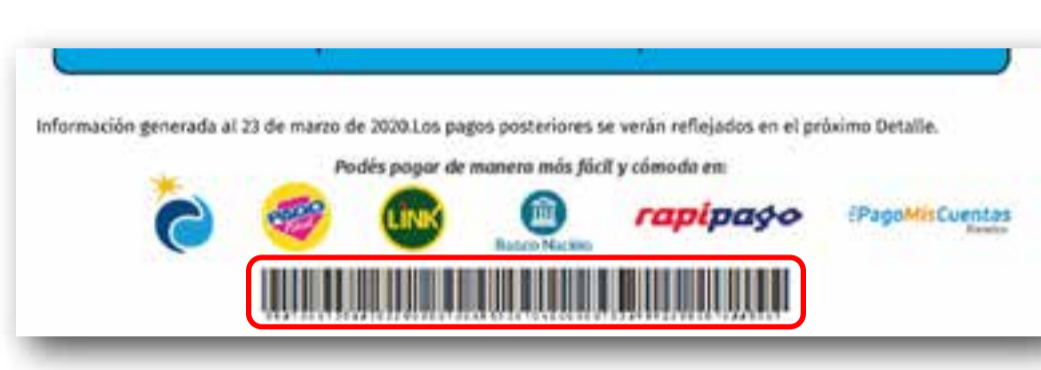 Información generada al 23 de marzo de 2020.Los pagos posteriores se verán reflejados en el próximo Detalle.
Podés pagar de manera más fácil y cómoda en:
PAGO
LINK
Banco Nación
rapipago
PagoMisCuentas